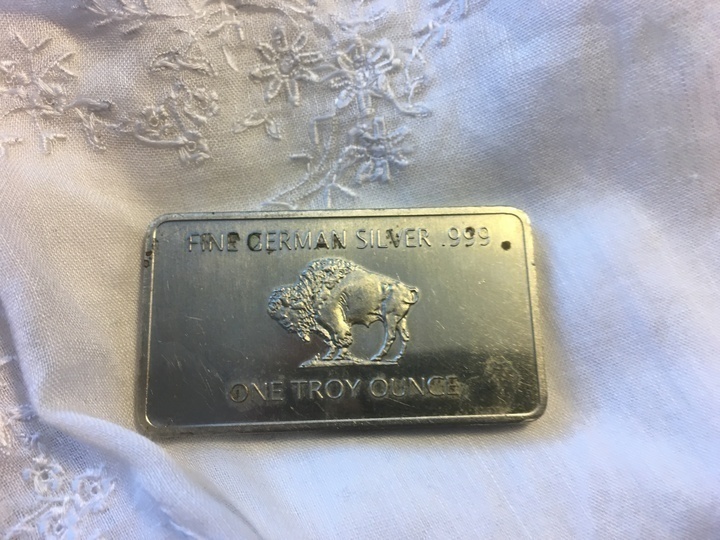 FINE GERMAN SILVER .999
ONE TROY OUNCE